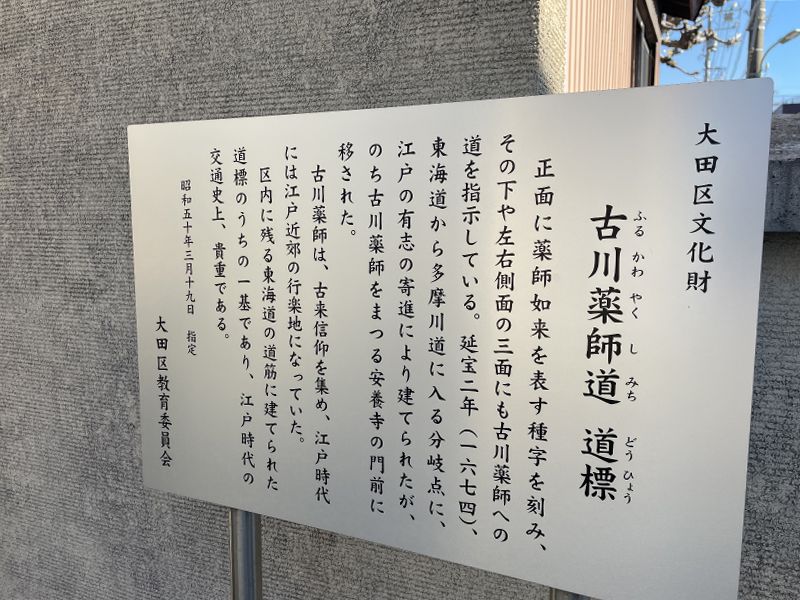 大田区文化財
古川薬師道 道標
ふるかわやくしみち どうひょう
正面に薬師如来を表す種字を刻み、
その下や左右側面の三面にも古川薬師への
道を指示している。延宝二年（一六七四）、
東海道から多摩川道に入る分岐点に、
江戸の有志の寄進により建てられたが、
のち古川薬師をまつる安養寺の門前に
移された。
古川薬師は、古来信仰を集め、江戸時代
には江戸近郊の行楽地になっていた。
区内に残る東海道の道筋に建てられた
道標のうちの一基であり、江戸時代の
交通史上、貴重である。
昭和五十年三月十九日 指定
大田区教育委員会